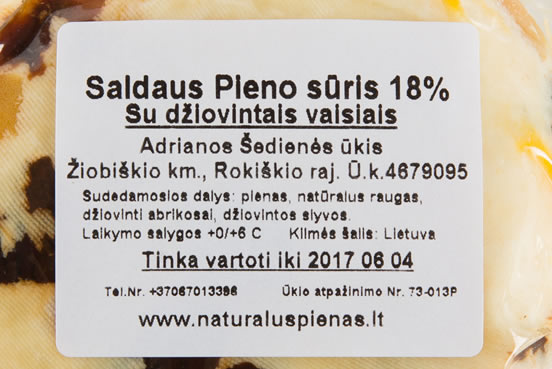 Saldaus Pieno sūris 18%
Su džiovintais vaisiais
Adrianos Šedienės ūkis
Žiobiškio km., Rokiškio raj. Ū.k.4679095
Sudedamosios dalys: pienas, natūralus raugas,
džiovinti abrikosai, džiovintos slyvos.
Laikymo salygos +0/+6 C Kilmės šalis: Lietuva
Tinka vartoti iki 2017 06 04
Tel.Nr. +37067013398 Ūkio atpažinimo Nr. 73-013P
www.naturaluspienas.lt